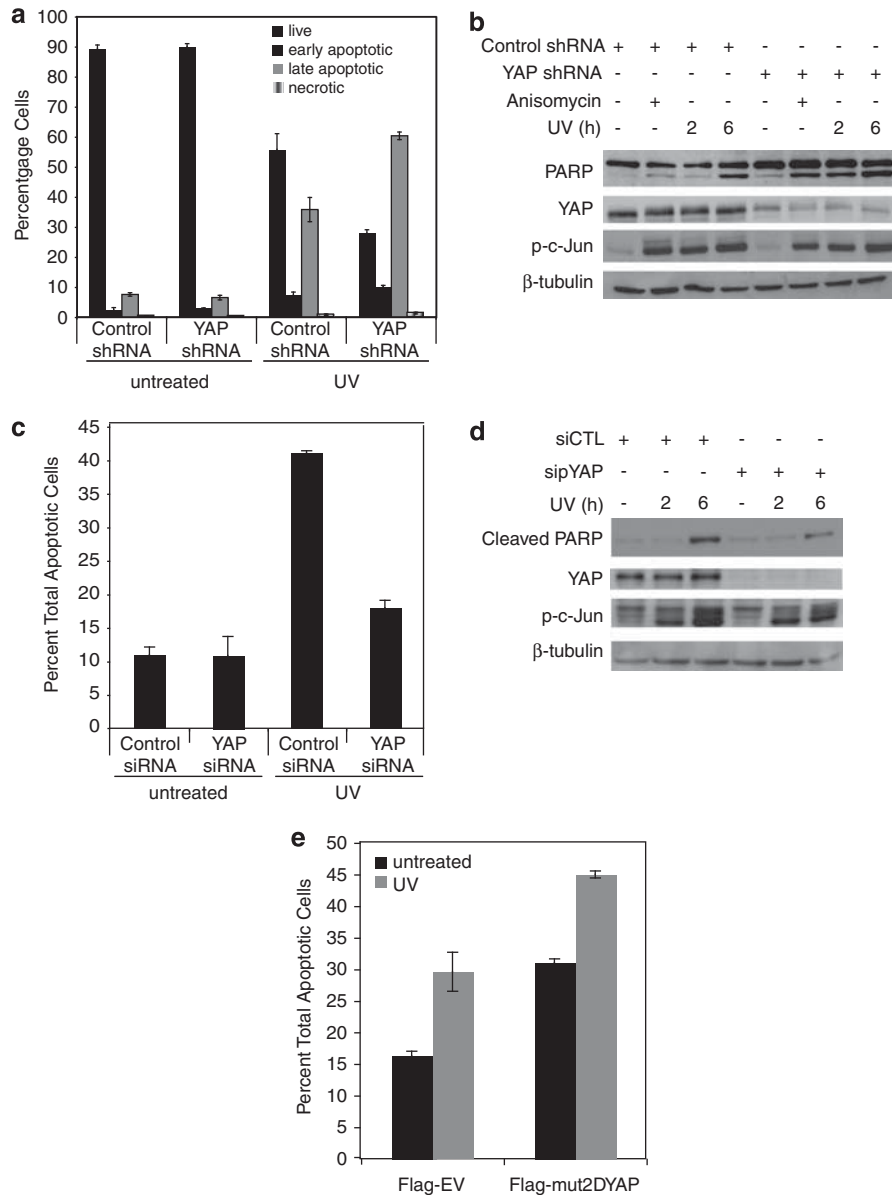 a
100
90
80
70
60
50
40
30
20
10
0
Percentgage Cells
live
early apoptotic
late apoptotic
necrotic
Control shRNA
YAP shRNA
Control shRNA
YAP shRNA
untreated
UV
b
Control shRNA + + + + - - - -
YAP shRNA - - - - + + + +
Anisomycin - + - - - + - -
UV (h) - - 2 6 - - 2 6
PARP
YAP
p-c-Jun
β-tubulin
c
45
40
35
30
25
20
15
10
5
0
Percent Total Apoptotic Cells
Control siRNA
YAP siRNA
Control siRNA
YAP siRNA
untreated
UV
d
siCTL + + + - - -
sipYAP - - - + + +
UV (h) - 2 6 - 2 6
Cleaved PARP
YAP
p-c-Jun
β-tubulin
e
50
45
40
35
30
25
20
15
10
5
0
Percent Total Apoptotic Cells
untreated
UV
Flag-EV
Flag-mut2DYAP